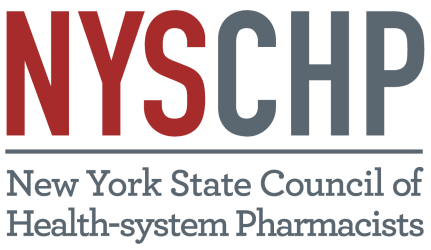 NYSCHP
New York State Council of
Health-system Pharmacists